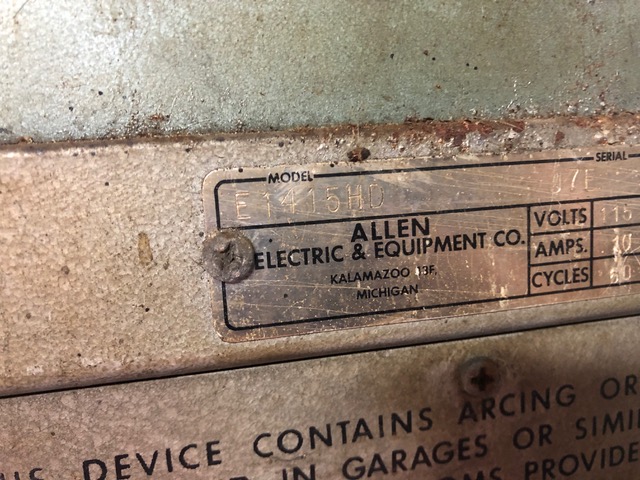 MODEL
SERIAL
E1415HD
ALLEN
ELECTRIC & EQUIPMENT CO.
KALAMAZOO 13F,
MICHIGAN
VOLTS 115
AMPS. 10
CYCLES 60
DEVICE CONTAINS ARCING OR
IN GARAGES OR